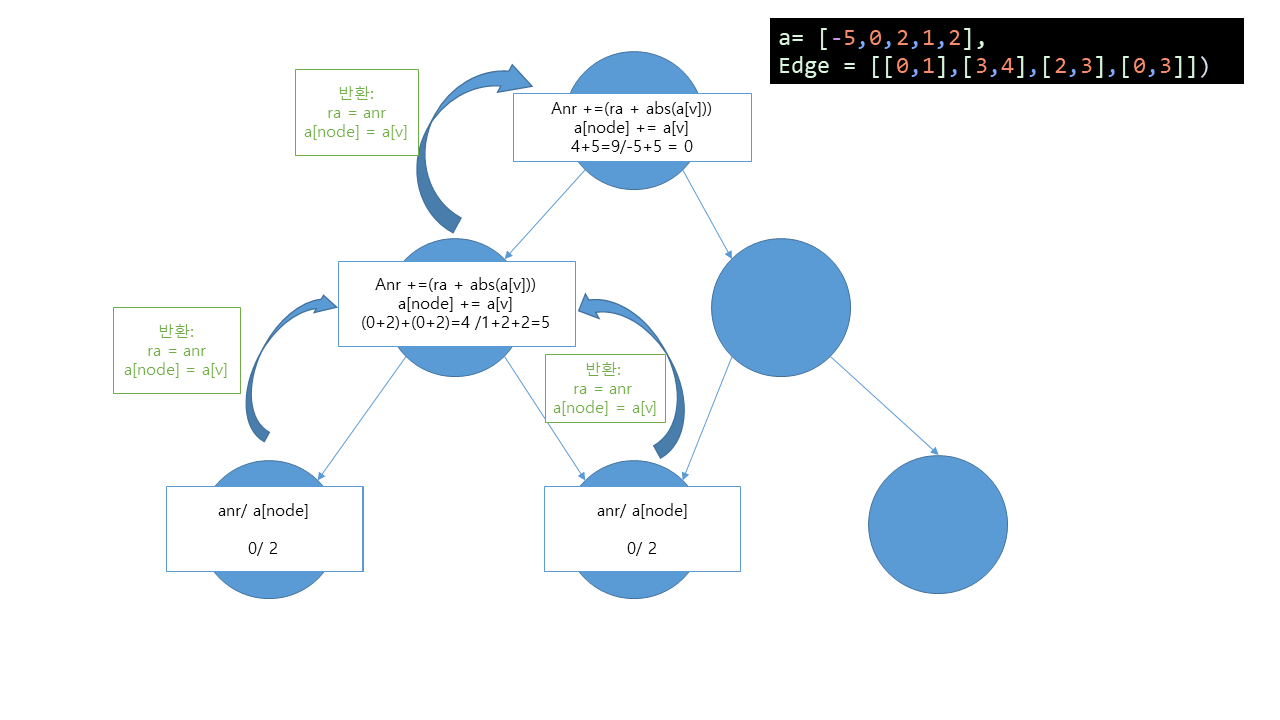 a= [-5,0,2,1,2],
Edge = [[0,1],[3,4],[2,3],[0,3]])
반환:
ra = anr
a[node] = a[v]
Anr +=(ra + abs(a[v]))
a[node] += a[v]
4+5=9/-5+5 = 0
Anr +=(ra + abs(a[v]))
a[node] += a[v]
(0+2)+(0+2)=4 /1+2+2=5
반환:
ra = anr
a[node] = a[v]
반환:
ra = anr
a[node] = a[v]
anr/ a[node]
0/ 2
anr/ a[node]
0/ 2